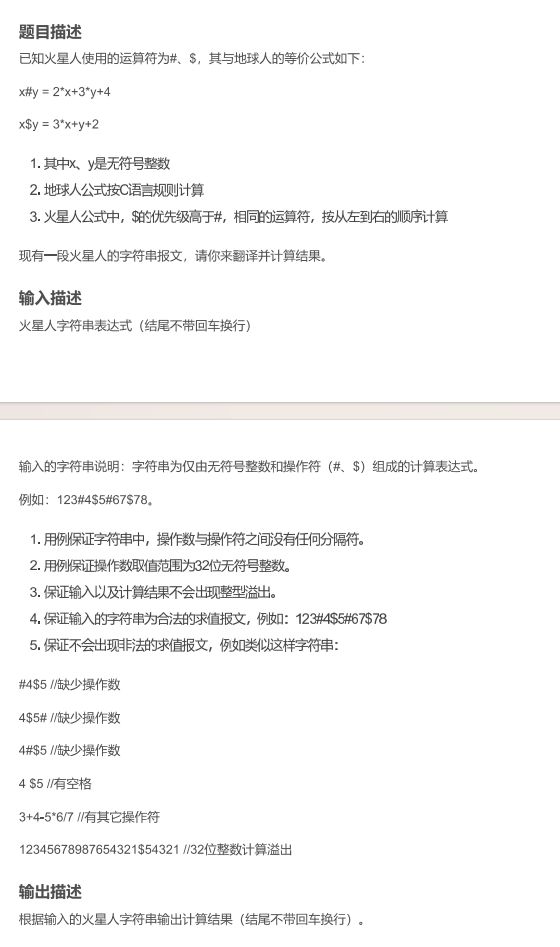 题目描述
已知火星人使用的运算符为#、$，其与地球人的等价公式如下：
x#y = 2*x+3*y+4
x$y = 3*x+y+2
1. 其中x、y是无符号整数
2. 地球人公式按C语言规则计算
3. 火星人公式中，$的优先级高于#，相同的运算符，按从左到右的顺序计算
现有一段火星人的字符串报文，请你来翻译并计算结果。
输入描述
火星人字符串表达式（结尾不带回车换行）
输入的字符串说明：字符串为仅由无符号整数和操作符（#、$）组成的计算表达式。
例如：123#4$5#67$78。
1. 用例保证字符串中，操作数与操作符之间没有任何分隔符。
2. 用例保证操作数取值范围为32位无符号整数。
3. 保证输入以及计算结果不会出现整型溢出。
4. 保证输入的字符串为合法的求值报文，例如：123#4$5#67$78
5. 保证不会出现非法的求值报文，例如类似这样字符串：
#4$5 //缺少操作数
4$5# //缺少操作数
4#$5 //缺少操作数
4 $5 //有空格
3+4-5*6/7 //有其它操作符
12345678987654321$54321 //32位整数计算溢出
输出描述
根据输入的火星人字符串输出计算结果（结尾不带回车换行）。